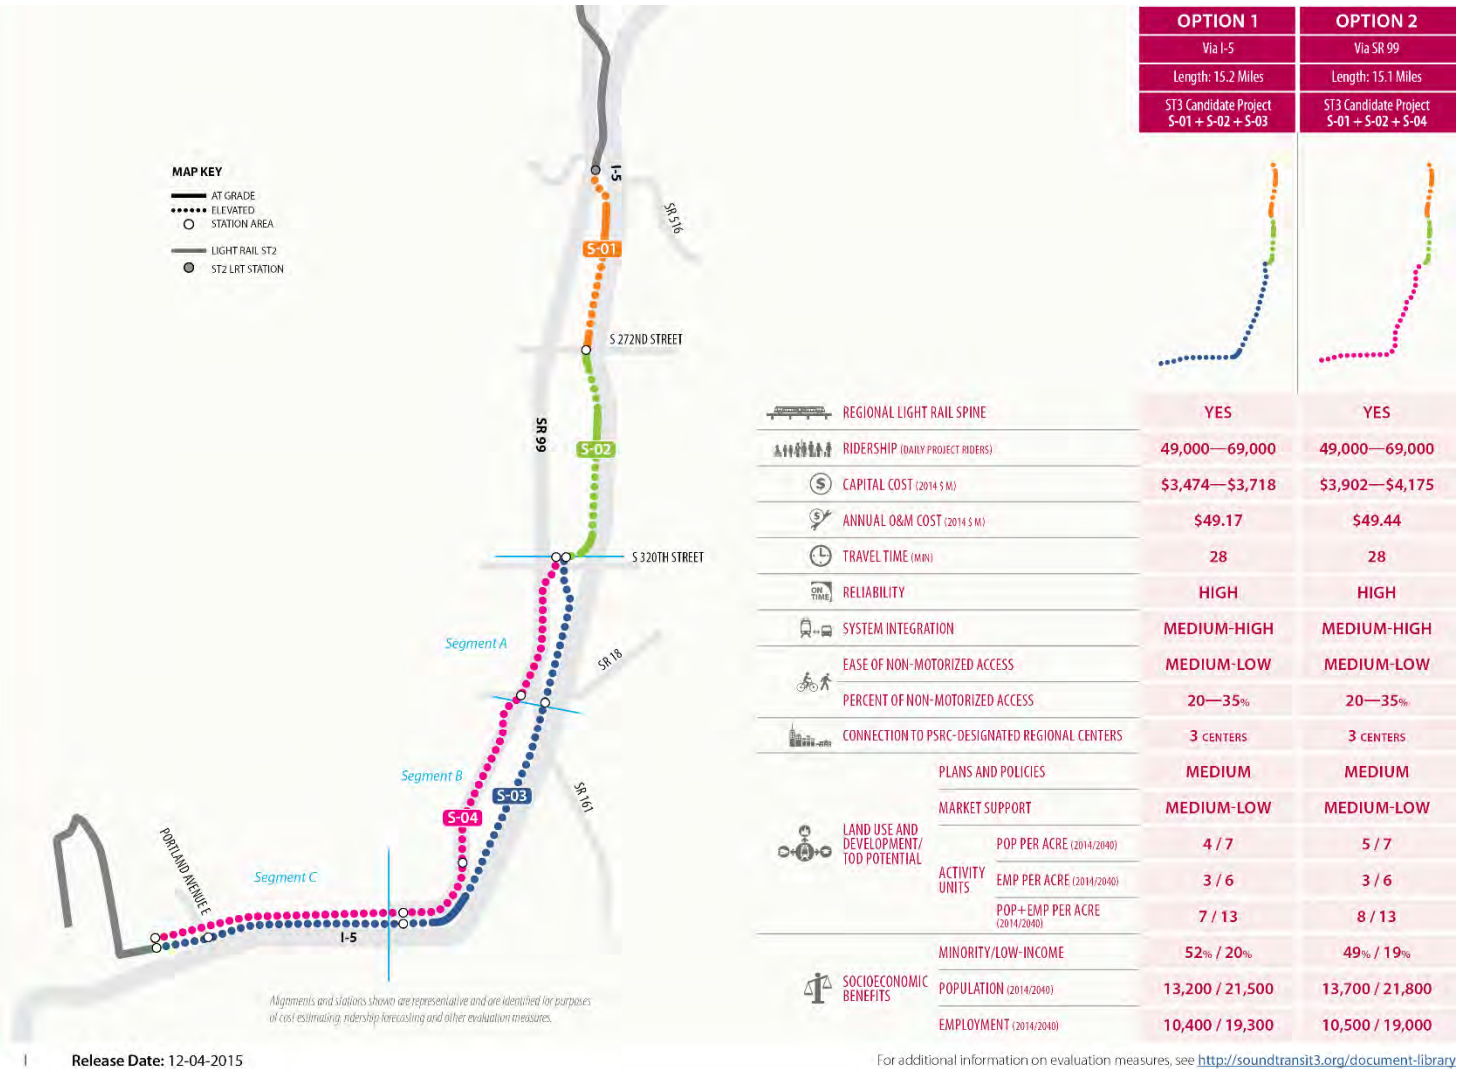 OPTION 1
Via I-5
Length: 15.2 Miles
ST3 Candidate Project
S-01 + S-02 + S-03
OPTION 2
Via SR 99
Length: 15.1 Miles
ST3 Candidate Project
S-01 + S-02 + S-04
MAP KEY
AT GRADE
ELEVATED
STATION AREA
LIGHT RAIL ST2
ST2 LRT STATION
I-5
SR 516
S-01
S 272ND STREET
SR 99
S-02
S 320TH STREET
Segment A
SR 18
Segment B
S-03
SR 161
S-04
PORTLAND AVENUE E
Segment C
I-5
Alignments and stations shown are representative and are identified for purposes
of cost estimating, ridership forecasting and other evaluation measures.
REGIONAL LIGHT RAIL SPINE YES YES
RIDERSHIP (DAILY PROJECT RIDERS) 49,000—69,000 49,000—69,000
CAPITAL COST (2014 $ M) $3,474—$3,718 $3,902—$4,175
ANNUAL O&M COST (2014 $ M) $49.17 $49.44
TRAVEL TIME (MIN) 28 28
ON TIME RELIABILITY HIGH HIGH
SYSTEM INTEGRATION MEDIUM-HIGH MEDIUM-HIGH
EASE OF NON-MOTORIZED ACCESS MEDIUM-LOW MEDIUM-LOW
PERCENT OF NON-MOTORIZED ACCESS 20—35% 20—35%
CONNECTION TO PSRC-DESIGNATED REGIONAL CENTERS 3 CENTERS 3 CENTERS
LAND USE AND
DEVELOPMENT/
TOD POTENTIAL
PLANS AND POLICIES MEDIUM MEDIUM
MARKET SUPPORT MEDIUM-LOW MEDIUM-LOW
ACTIVITY
UNITS
POP PER ACRE (2014/2040) 4 / 7 5 / 7
EMP PER ACRE (2014/2040) 3 / 6 3 / 6
POP+EMP PER ACRE
(2014/2040) 7 / 13 8 / 13
SOCIOECONOMIC
BENEFITS
MINORITY/LOW-INCOME 52% / 20% 49% / 19%
POPULATION (2014/2040) 13,200 / 21,500 13,700 / 21,800
EMPLOYMENT (2014/2040) 10,400 / 19,300 10,500 / 19,000
| Release Date: 12-04-2015
For additional information on evaluation measures, see http://soundtransit3.org/document-library